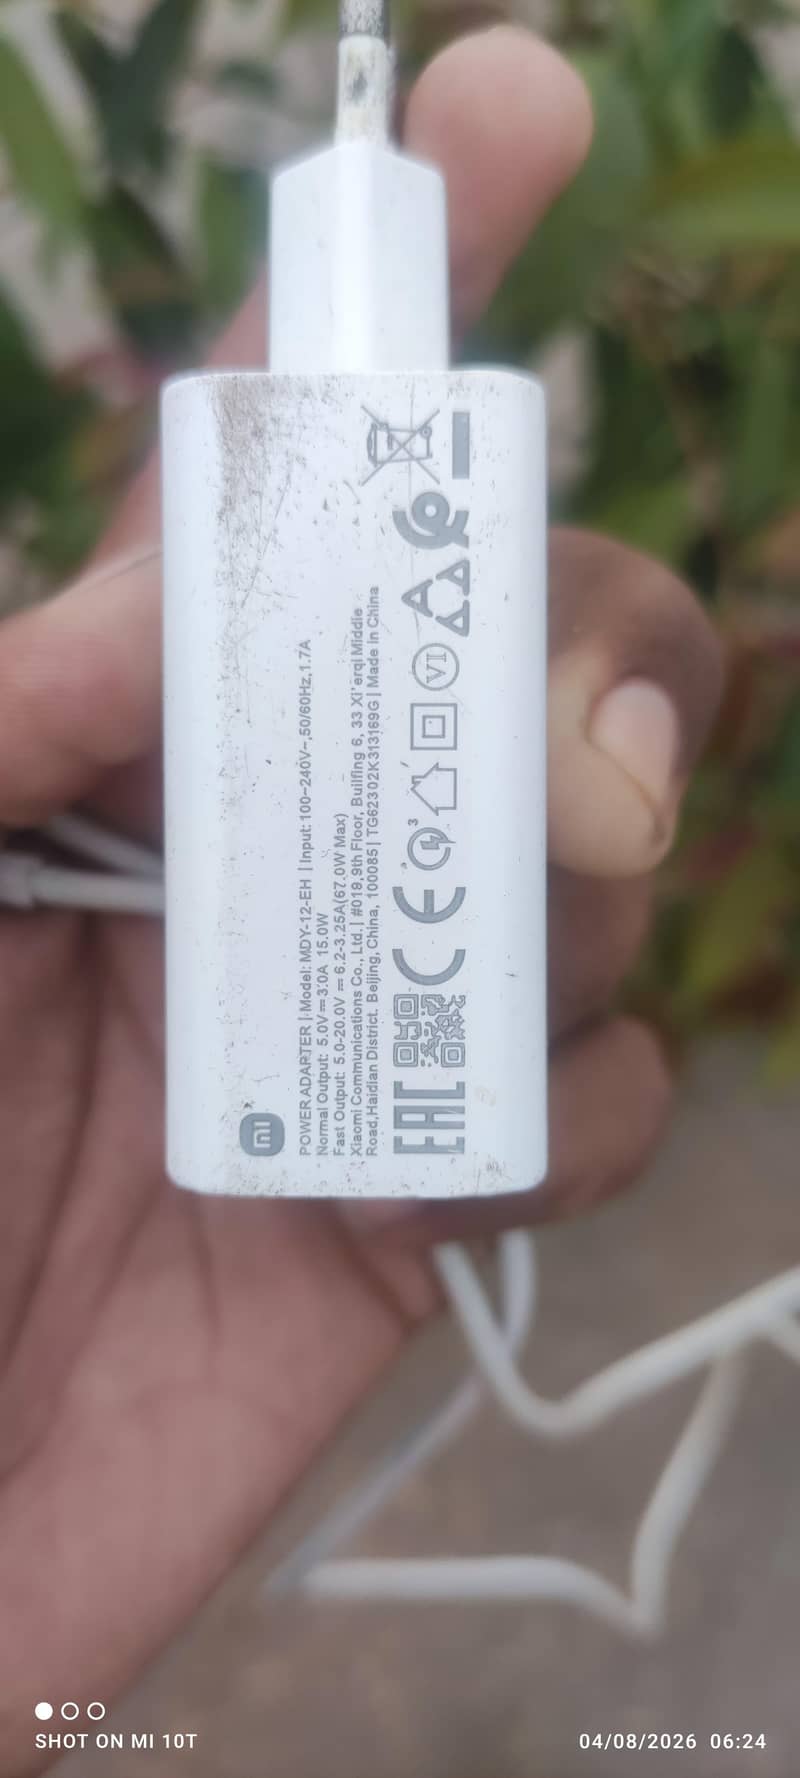 mi
POWER ADAPTER | Model: MDY-12-EH | Input: 100-240V~,50/60Hz,1.7A
Normal Output: 5.0V⎓3.0A 15.0W
Fast Output: 5.0-20.0V ⎓ 6.2-3.25A(67.0W Max)
Xiaomi Communications Co., Ltd. | #019,9th Floor, Builfing 6, 33 Xi'erqi Middle
Road,Haidian District, Beijing, China, 100085 | TG62302K313169G | Made in China
EAC CE 3 VI
SHOT ON MI 10T
04/08/2026 06:24